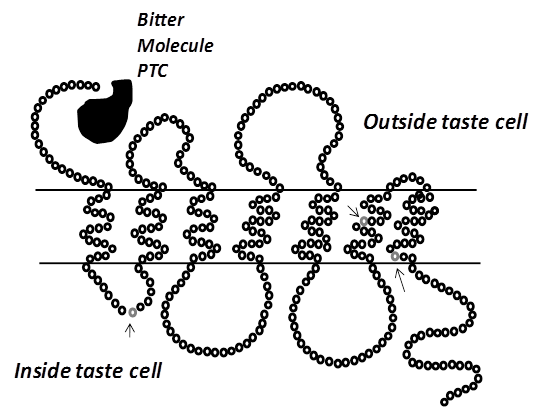 Bitter
Molecule
PTC
Outside taste cell
Inside taste cell